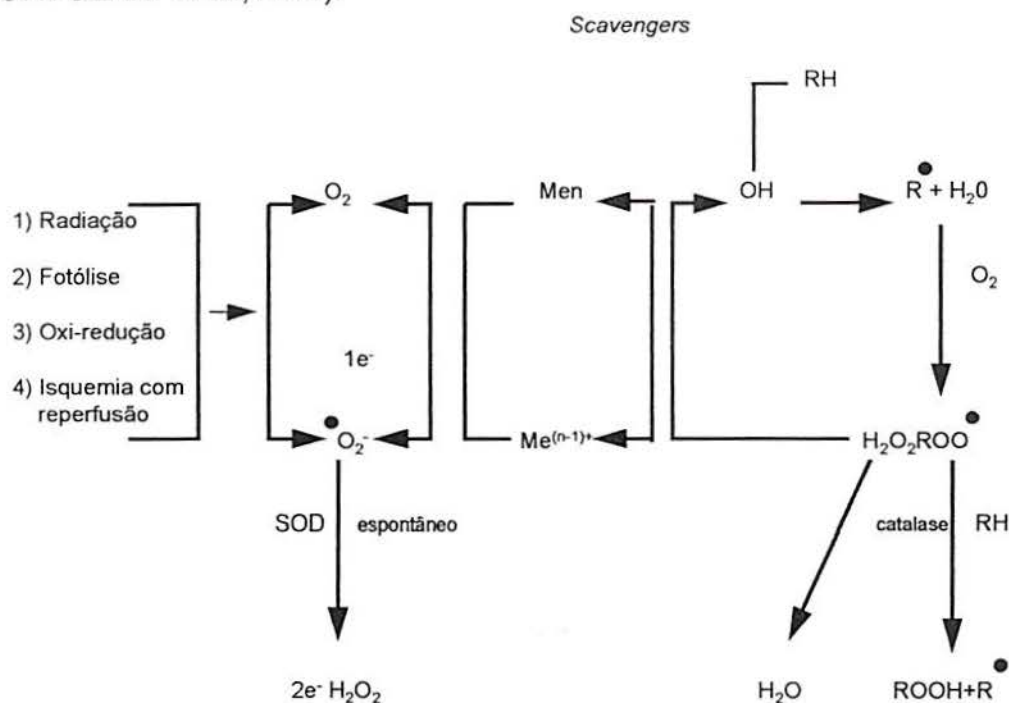 Scavengers
RH
O₂
Men
OH
R● + H₂0
1) Radiação
2) Fotólise
3) Oxi-redução
4) Isquemia com
reperfusão
O₂
1e⁻
●O₂⁻
Me⁽ⁿ⁻¹⁾⁺
H₂O₂ROO●
SOD
espontâneo
catalase
RH
2e⁻ H₂O₂
H₂O
ROOH+R●